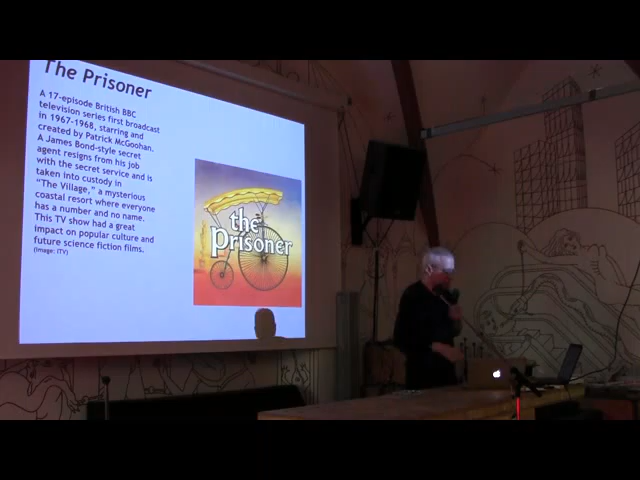 The Prisoner
A 17-episode British BBC
television series first broadcast
in 1967-1968, starring and
created by Patrick McGoohan.
A James Bond-style secret
agent resigns from his job
with the secret service and is
taken into custody in
“The Village,” a mysterious
coastal resort where everyone
has a number and no name.
This TV show had a great
impact on popular culture and
future science fiction films.
(Image: ITV)
the
Prisoner